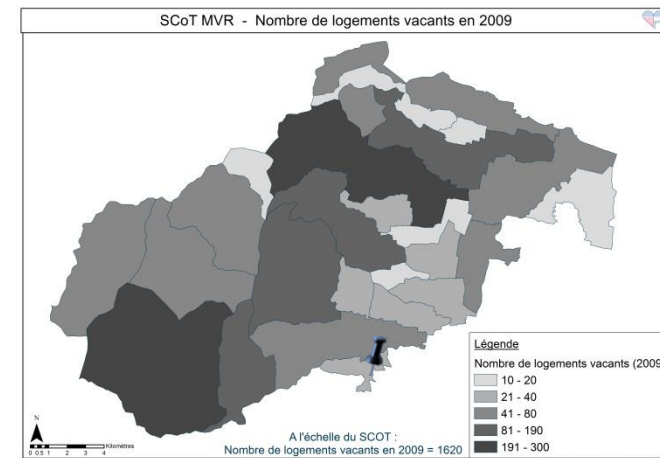 SCoT MVR - Nombre de logements vacants en 2009
Légende
Nombre de logements vacants (2009
10 - 20
21 - 40
41 - 80
81 - 190
191 - 300
N
0 0.5 1 2 3 4
Kilomètres
A l'échelle du SCOT :
Nombre de logements vacants en 2009 = 1620